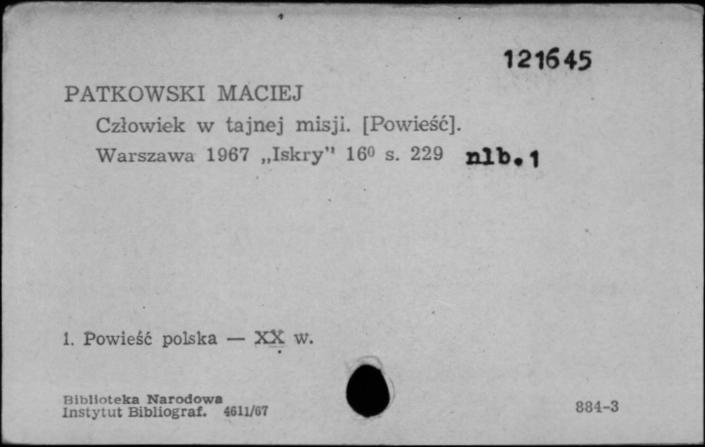 121645
PATKOWSKI MACIEJ
Człowiek w tajnej misji. [Powieść].
Warszawa 1967 „Iskry" 16⁰ s. 229 nlb. 1
1. Powieść polska — XX w.
Biblioteka Narodowa
Instytut Bibliograf. 4611/67
884-3